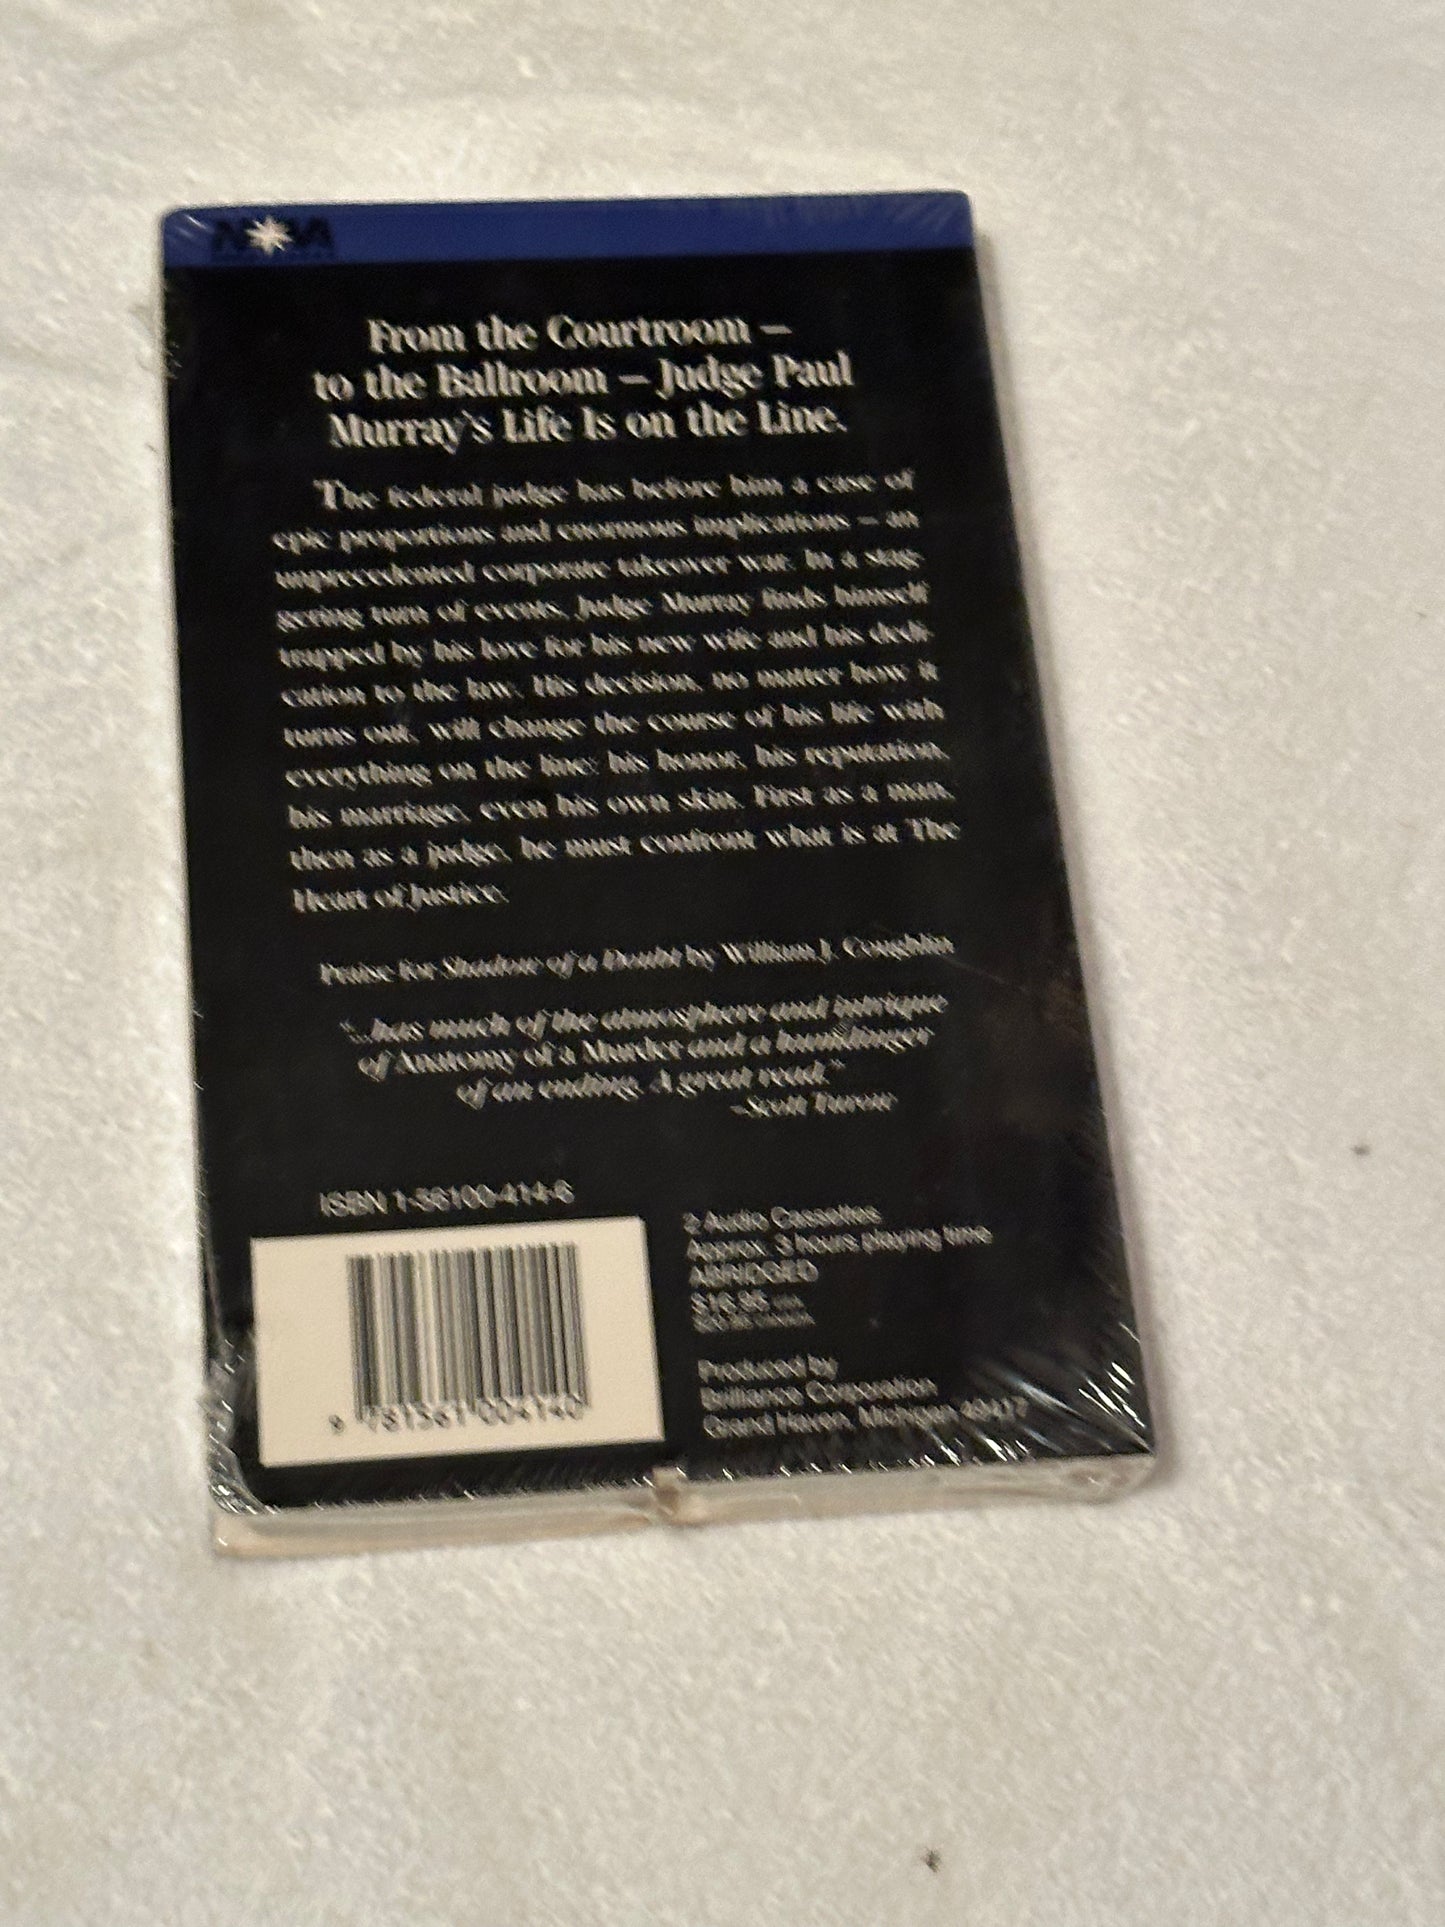 NOVA
From the Courtroom –
to the Ballroom – Judge Paul
Murray's Life Is on the Line.
The federal judge has before him a case of
epic proportions and enormous implications – an
unprecedented corporate takeover war. In a stag-
gering turn of events, Judge Murray finds himself
trapped by his love for his new wife and his dedi-
cation to the law. His decision, no matter how it
turns out, will change the course of his life with
everything on the line: his honor, his reputation,
his marriage, even his own skin. First as a man,
then as a judge, he must confront what is at The
Heart of Justice.
Praise for Shadow of a Doubt by William J. Coughlin
"...has much of the atmosphere and intrigue
of Anatomy of a Murder and a humdinger
of an ending. A great read."
–Scott Turow
ISBN 1-56100-414-6
9 781561 004140
2 Audio Cassettes
Approx. 3 hours playing time
ABRIDGED
$16.95
Produced by
Brilliance Corporation
Grand Haven, Michigan 49417